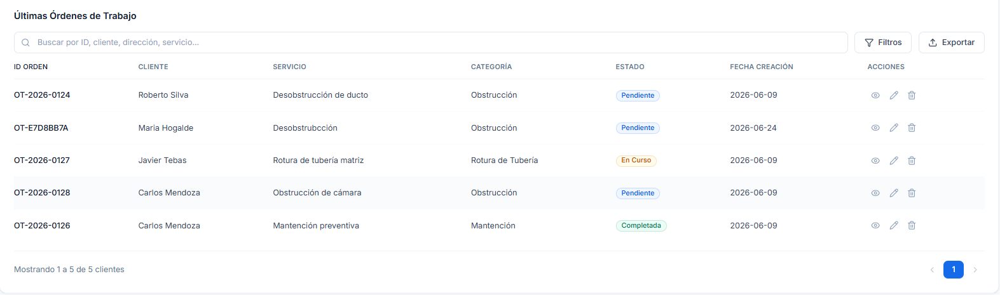 Últimas Órdenes de Trabajo
Buscar por ID, cliente, dirección, servicio...
Filtros
Exportar
ID ORDEN CLIENTE SERVICIO CATEGORÍA ESTADO FECHA CREACIÓN ACCIONES
OT-2026-0124 Roberto Silva Desobstrucción de ducto Obstrucción Pendiente 2026-06-09
OT-E7D8BB7A Maria Hogalde Desobstrubcción Obstrucción Pendiente 2026-06-24
OT-2026-0127 Javier Tebas Rotura de tubería matriz Rotura de Tubería En Curso 2026-06-09
OT-2026-0128 Carlos Mendoza Obstrucción de cámara Obstrucción Pendiente 2026-06-09
OT-2026-0126 Carlos Mendoza Mantención preventiva Mantención Completada 2026-06-09
Mostrando 1 a 5 de 5 clientes
1